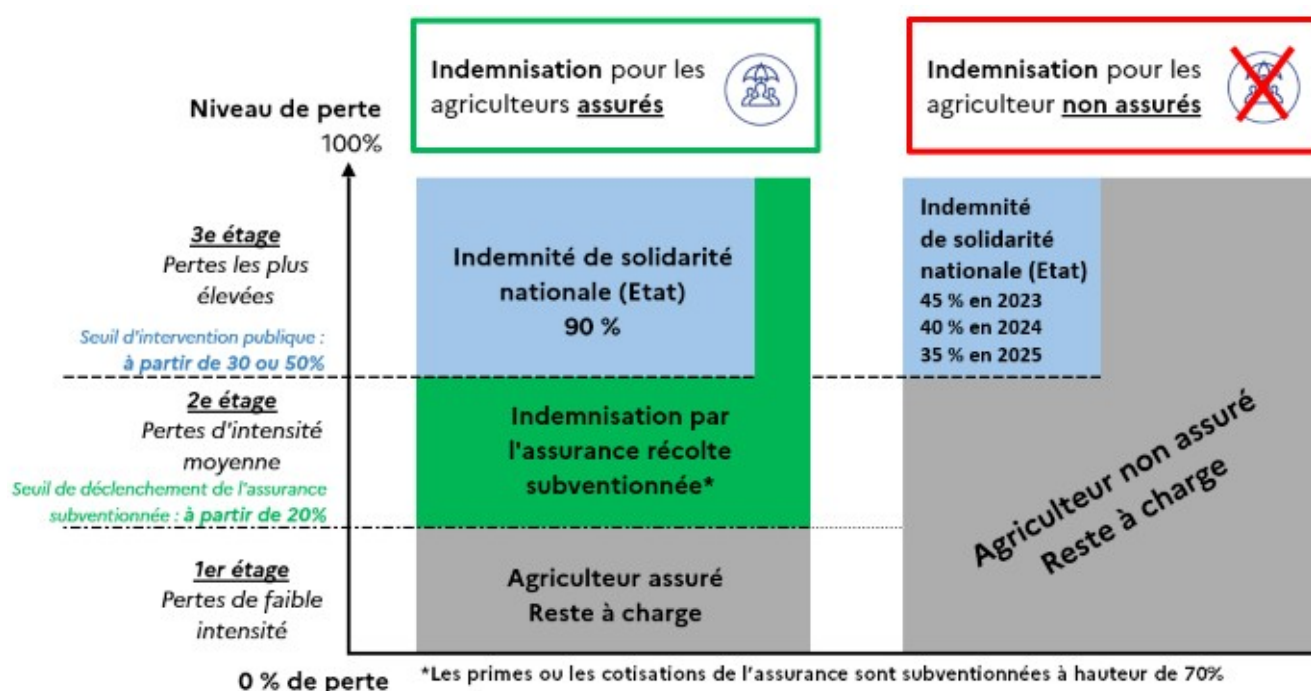 Indemnisation pour les
agriculteurs assurés
Indemnisation pour les
agriculteur non assurés
Niveau de perte
100%
3e étage
Pertes les plus
élevées
Seuil d'intervention publique :
à partir de 30 ou 50%
2e étage
Pertes d'intensité
moyenne
Seuil de déclenchement de l'assurance
subventionnée : à partir de 20%
1er étage
Pertes de faible
intensité
0 % de perte
Indemnité de solidarité
nationale (Etat)
90 %
Indemnisation par
l'assurance récolte
subventionnée*
Agriculteur assuré
Reste à charge
Indemnité
de solidarité
nationale (Etat)
45 % en 2023
40 % en 2024
35 % en 2025
Agriculteur non assuré
Reste à charge
*Les primes ou les cotisations de l'assurance sont subventionnées à hauteur de 70%